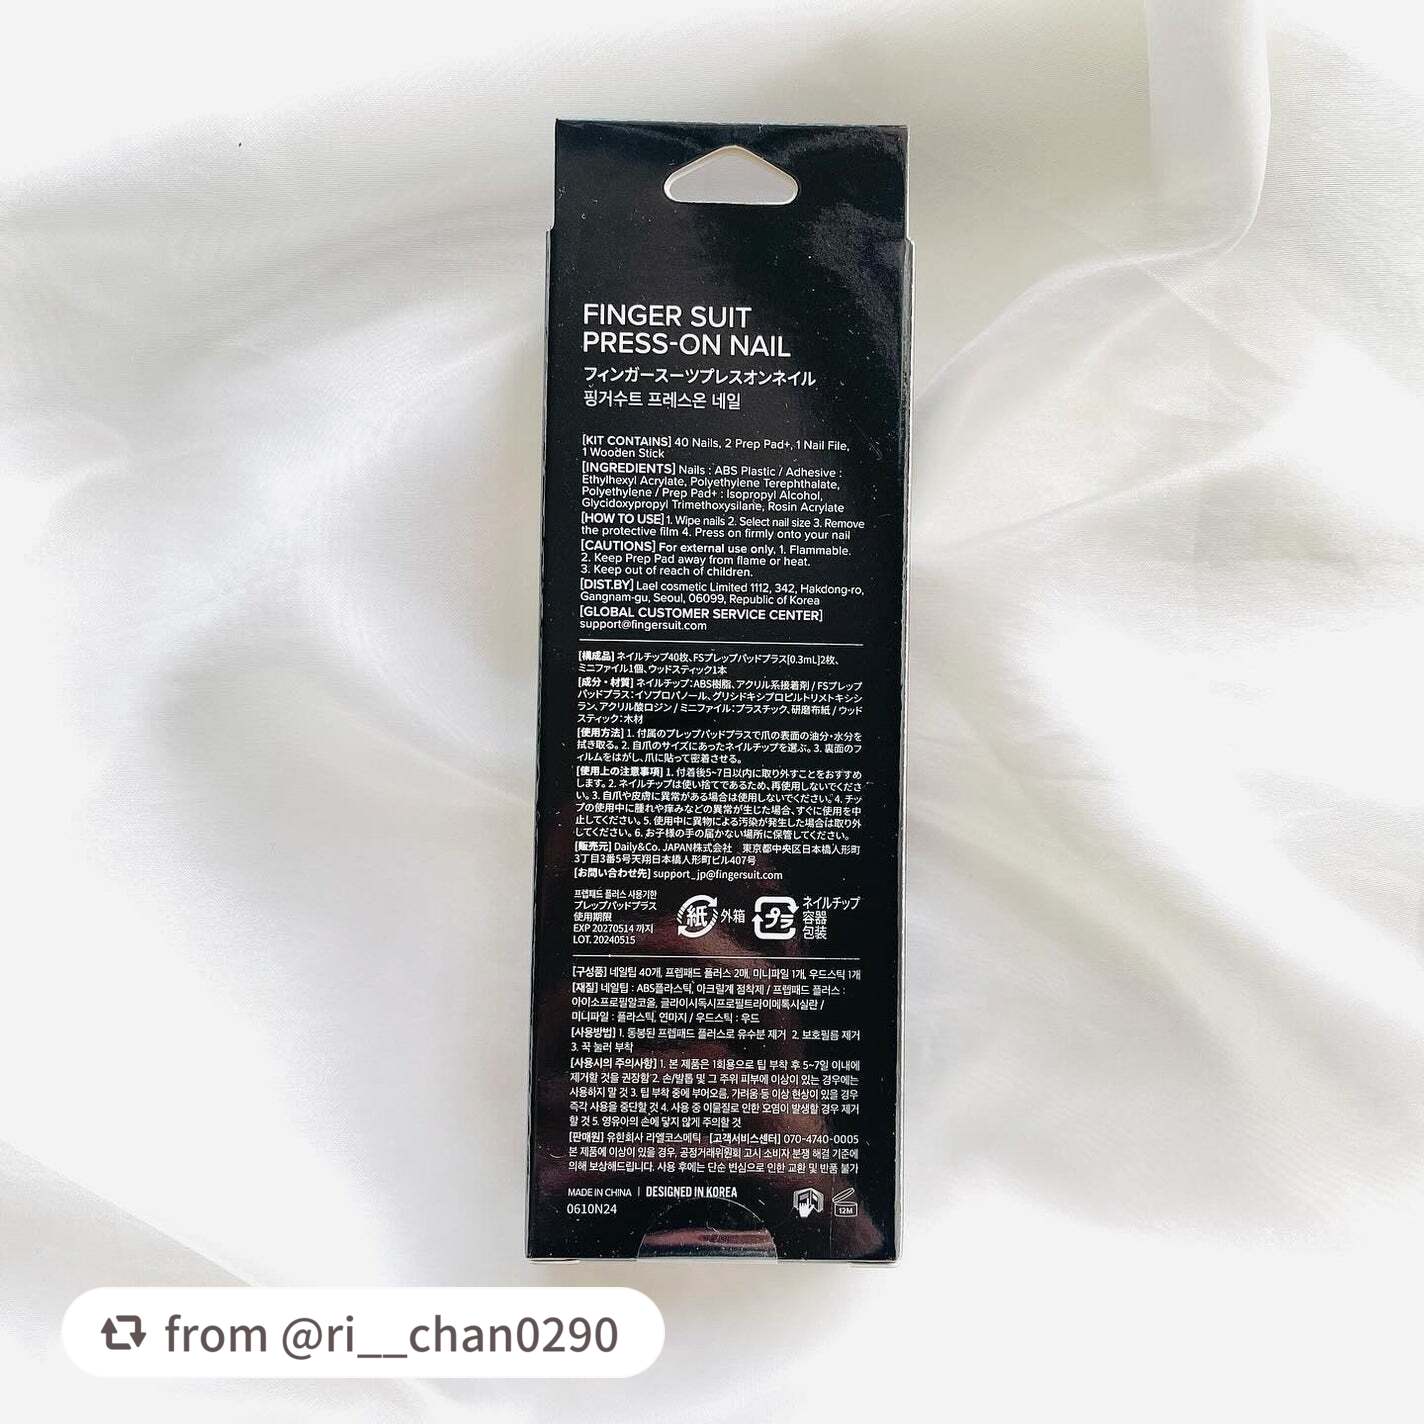 FINGER SUIT
PRESS-ON NAIL
フィンガースーツプレスオンネイル
핑거수트 프레스온 네일
[KIT CONTAINS] 40 Nails, 2 Prep Pad+, 1 Nail File,
1 Wooden Stick
[INGREDIENTS] Nails : ABS Plastic / Adhesive :
Ethylhexyl Acrylate, Polyethylene Terephthalate,
Polyethylene / Prep Pad+ : Isopropyl Alcohol,
Glycidoxypropyl Trimethoxysilane, Rosin Acrylate
[HOW TO USE] 1. Wipe nails 2. Select nail size 3. Remove
the protective film 4. Press on firmly onto your nail
[CAUTIONS] For external use only, 1. Flammable.
2. Keep Prep Pad away from flame or heat.
3. Keep out of reach of children.
[DIST.BY] Lael cosmetic Limited 1112, 342, Hakdong-ro,
Gangnam-gu, Seoul, 06099, Republic of Korea
[GLOBAL CUSTOMER SERVICE CENTER]
support@fingersuit.com
[構成品] ネイルチップ40枚、FSプレップパッドプラス[0.3mL]2枚、
ミニファイル1個、ウッドスティック1本
[成分・材質] ネイルチップ:ABS樹脂、アクリル系接着剤 / FSプレップ
パッドプラス:イソプロパノール、グリシドキシプロピルトリメトキシシ
ラン、アクリル酸ロジン / ミニファイル:プラスチック、研磨布紙 / ウッド
スティック:木材
[使用方法] 1. 付属のプレップパッドプラスで爪の表面の油分・水分を
拭き取る。2. 自爪のサイズにあったネイルチップを選ぶ。3. 裏面のフ
ィルムをはがし、爪に貼って密着させる。
[使用上の注意事項] 1. 付着後5~7日以内に取り外すことをおすすめ
します。2. ネイルチップは使い捨てであるため、再使用しないでくださ
い。3. 自爪や皮膚に異常がある場合は使用しないでください。4. チッ
プの使用中に腫れや痒みなどの異常が生じた場合、すぐに使用を中
止してください。5. 使用中に異物による汚染が発生した場合は取り外
してください。6. お子様の手の届かない場所に保管してください。
[販売元] Daily&Co. JAPAN株式会社 東京都中央区日本橋人形町
3丁目3番5号天翔日本橋人形町ビル407号
[お問い合わせ先] support_jp@fingersuit.com
프렙패드 플러스 사용기한
プレップパッドプラス
使用期限
EXP 20270514 까지
LOT. 20240515
紙 外箱
プラ ネイルチップ
容器
包装
[구성품] 네일팁 40개, 프렙패드 플러스 2매, 미니파일 1개, 우드스틱 1개
[재질] 네일팁 : ABS플라스틱, 아크릴계 점착제 / 프렙패드 플러스 :
아이소프로필알코올, 글라이시독시프로필트라이메톡시실란 /
미니파일 : 플라스틱, 연마지 / 우드스틱 : 우드
[사용방법] 1. 동봉된 프렙패드 플러스로 유수분 제거 2. 보호필름 제거
3. 꾹 눌러 부착
[사용시의 주의사항] 1. 본 제품은 1회용으로 팁 부착 후 5~7일 이내에
제거할 것을 권장함 2. 손/발톱 및 그 주위 피부에 이상이 있는 경우에는
사용하지 말 것 3. 팁 부착 중에 부어오름, 가려움 등 이상 현상이 있을 경우
즉각 사용을 중단할 것 4. 사용 중 이물질로 인한 오염이 발생할 경우 제거
할 것 5. 영유아의 손에 닿지 않게 주의할 것
[판매원] 유한회사 라엘코스메틱 [고객서비스센터] 070-4740-0005
본 제품에 이상이 있을 경우, 공정거래위원회 고시 소비자 분쟁 해결 기준에
의해 보상해드립니다. 사용 후에는 단순 변심으로 인한 교환 및 반품 불가
MADE IN CHINA | DESIGNED IN KOREA
0610N24
12M
from @ri__chan0290